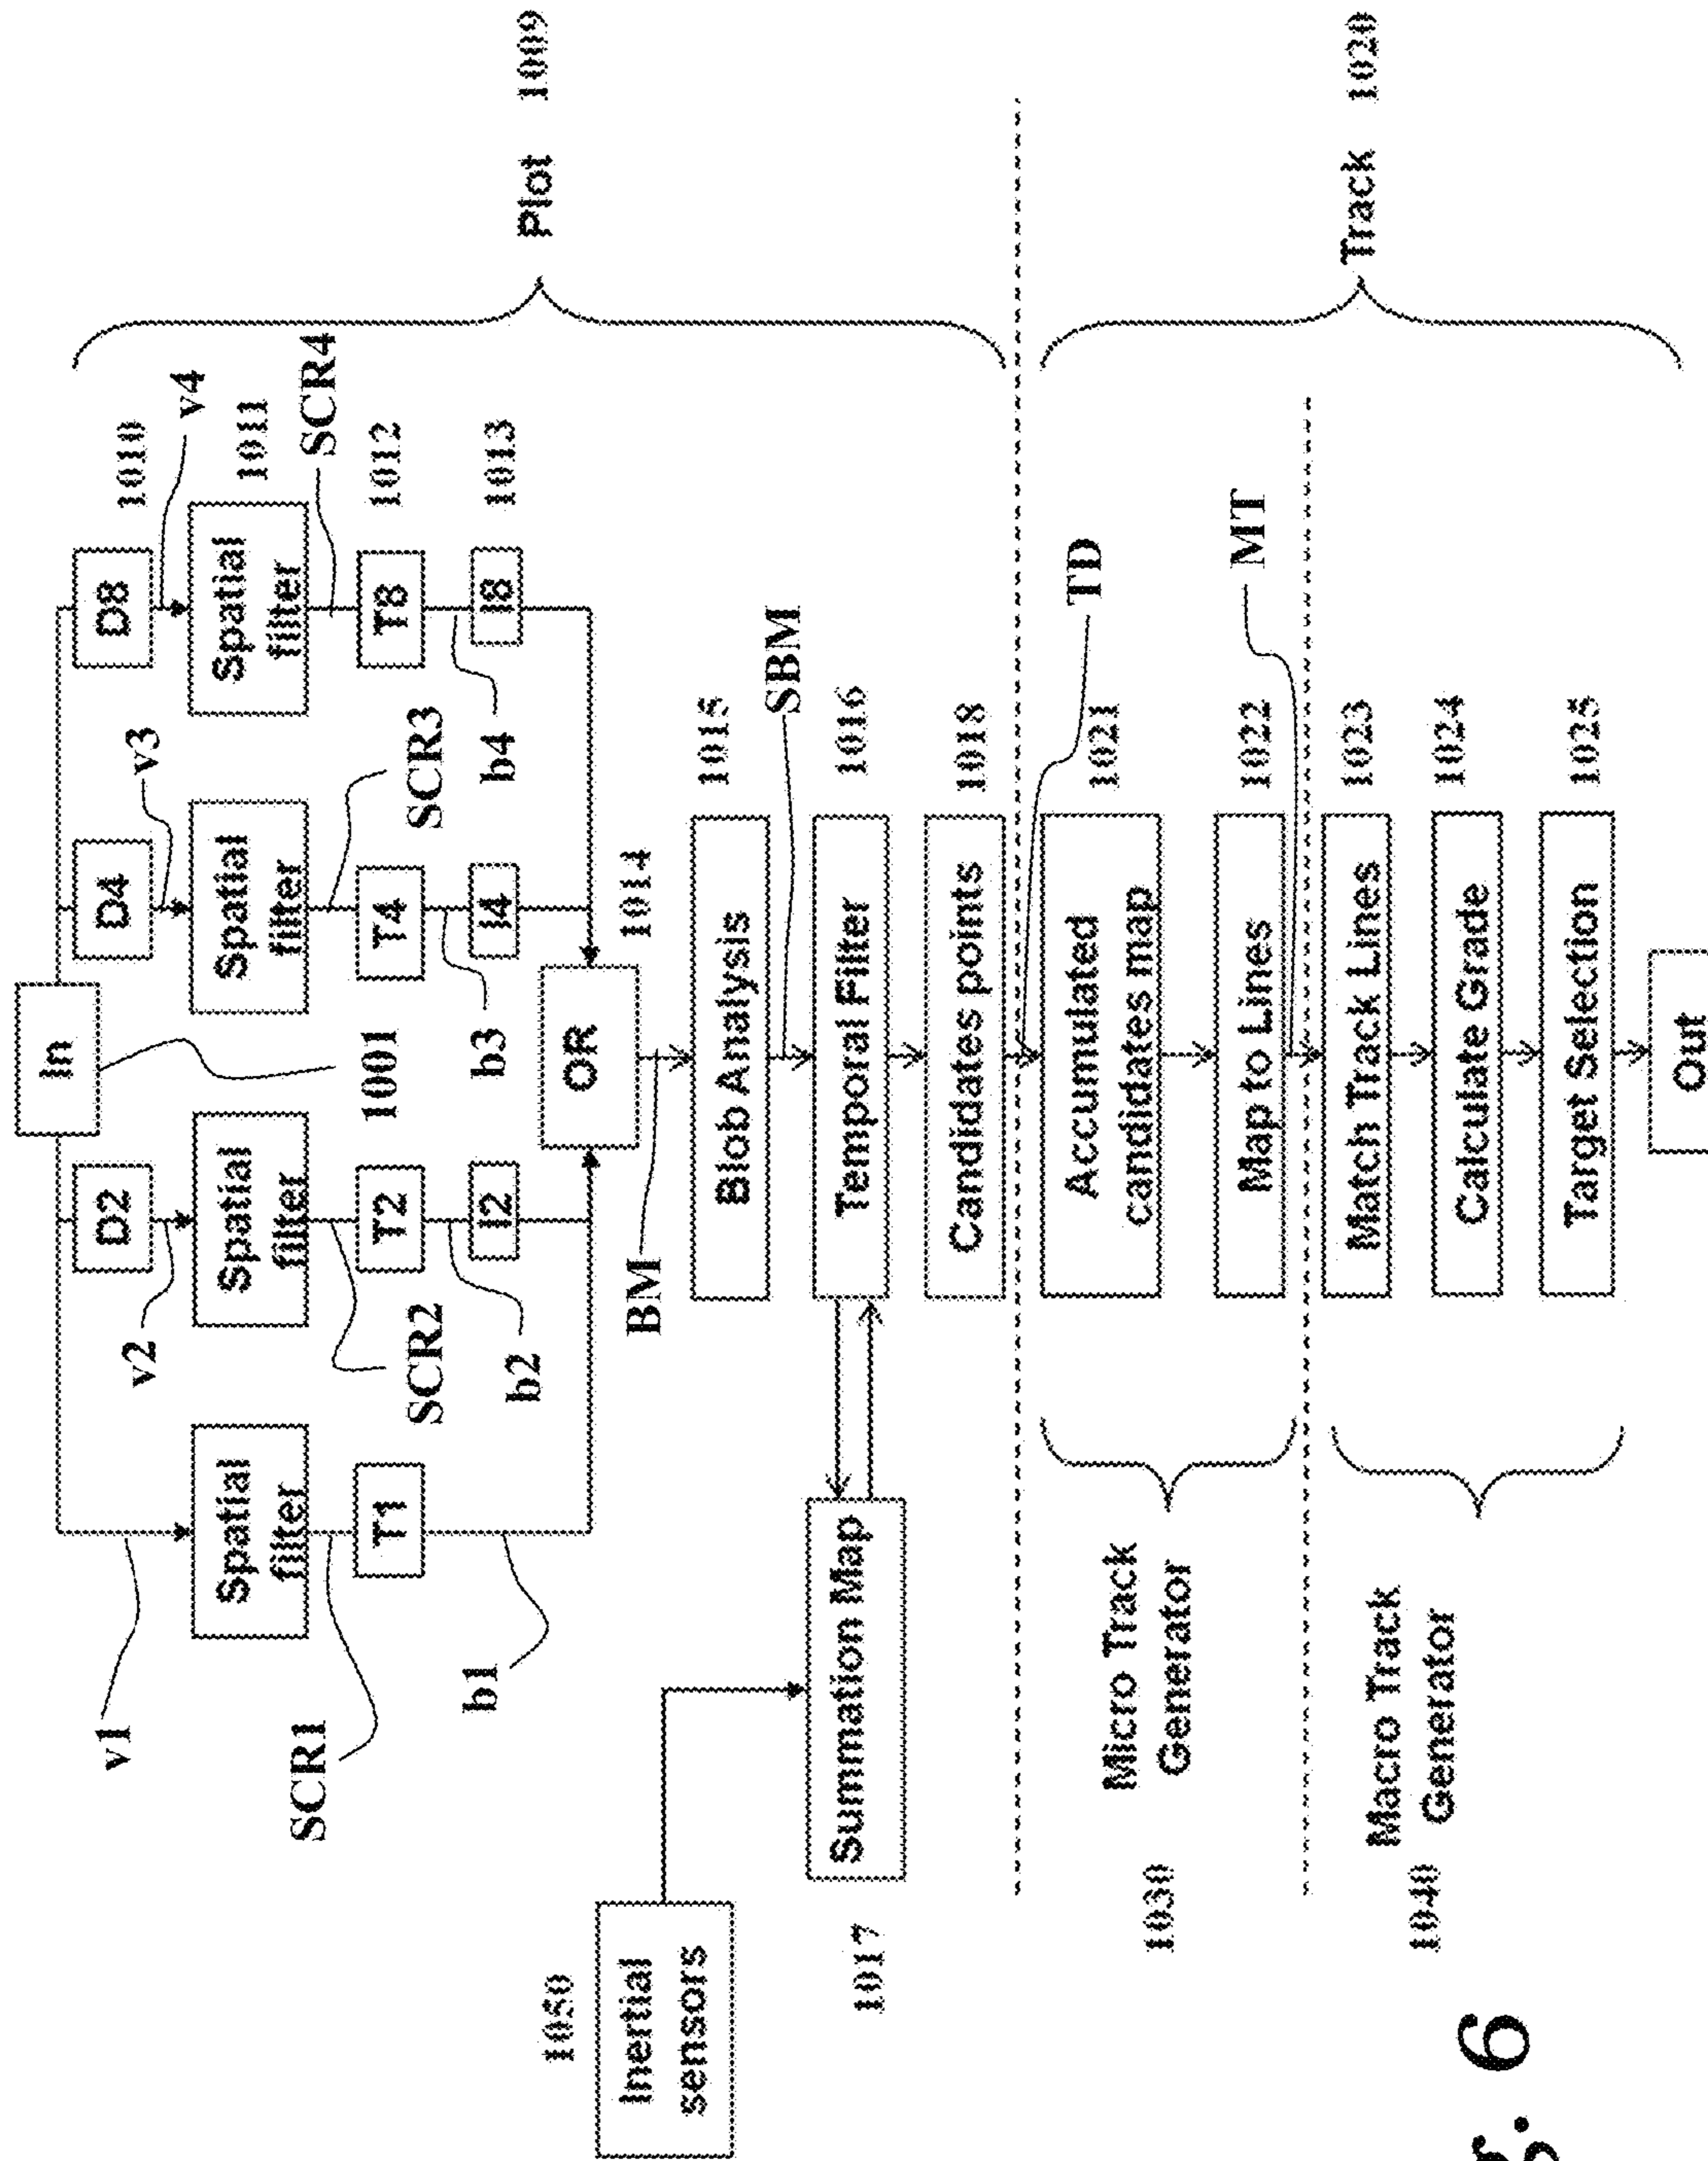 In
1001
D2
D4
D8
1010
v1
v2
v3
v4
Spatial
filter
Spatial
filter
Spatial
filter
Spatial
filter
1011
SCR1
SCR2
SCR3
SCR4
T1
T2
T4
T8
1012
b1
b2
b3
b4
I2
I4
I8
1013
OR
1014
Plot 1009
BM
Blob Analysis
1015
SBM
1050
Inertial
sensors
Summation Map
1017
Temporal Filter
1016
Candidates points
1018
TD
Accumulated
candidates map
1021
Micro Track
Generator
1030
Map to Lines
1022
MT
Track 1020
Match Track Lines
1023
Macro Track
Generator
1040
Calculate Grade
1024
Target Selection
1025
Out
g. 6